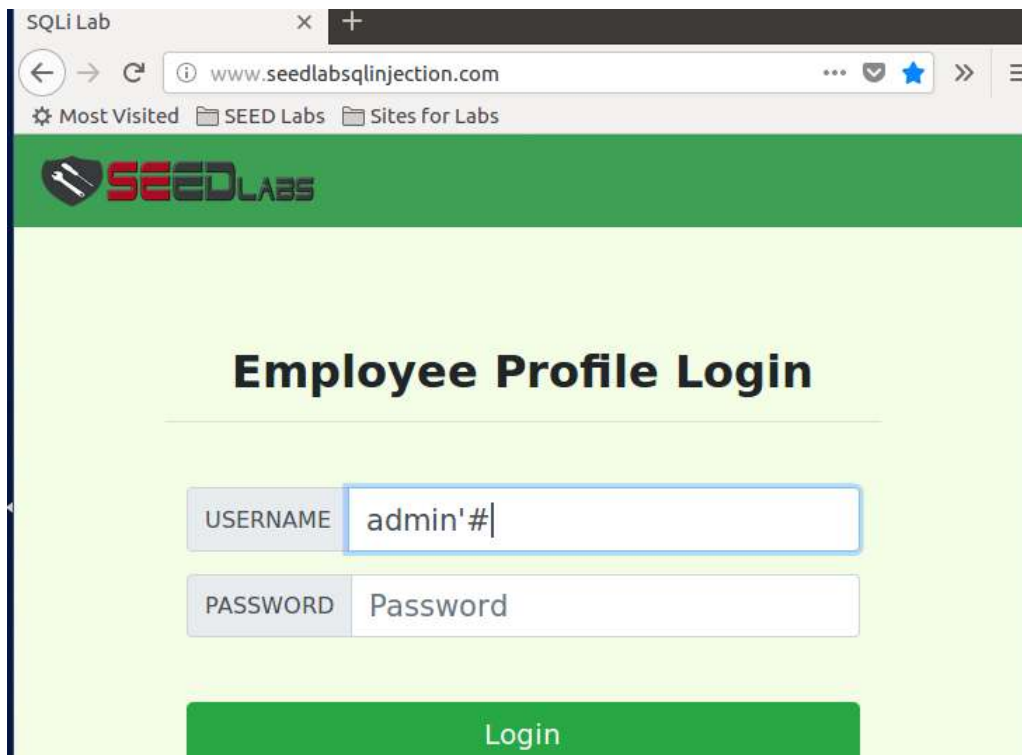 SQLi Lab
www.seedlabsqlinjection.com
Most Visited SEED Labs Sites for Labs
SEEDLABS
Employee Profile Login
USERNAME admin'#
PASSWORD Password
Login